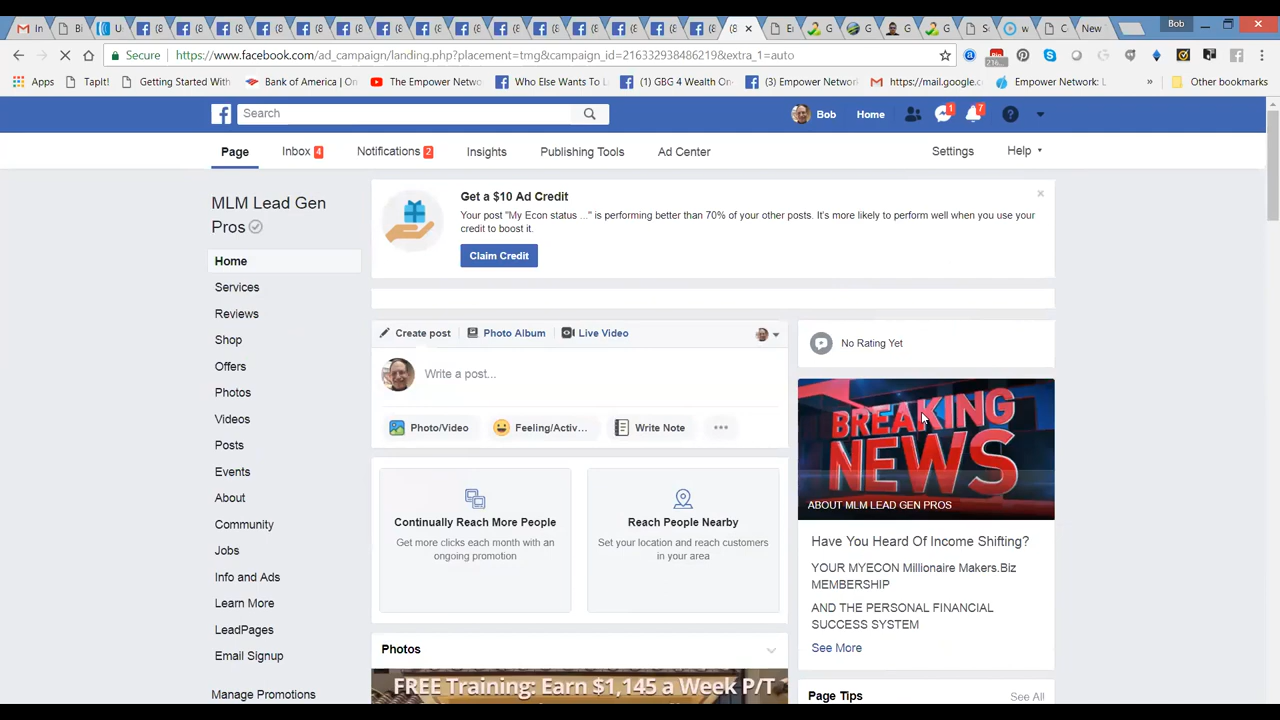 Bob
In
Bi
U
New
Secure https://www.facebook.com/ad_campaign/landing.php?placement=tmg&campaign_id=2163329384862198&extra_1=auto
Apps Tapt! Getting Started With Bank of America | On The Empower Netw Who Else Wants To L (1) GBG 4 Wealth On (3) Empower Network https://mail.google.c Empower Network: L » Other bookmarks
Search
Bob Home 1 7
Page Inbox 4 Notifications 2 Insights Publishing Tools Ad Center Settings Help
MLM Lead Gen
Pros
Home
Services
Reviews
Shop
Offers
Photos
Videos
Posts
Events
About
Community
Jobs
Info and Ads
Learn More
LeadPages
Email Signup
Manage Promotions
Get a $10 Ad Credit
Your post "My Econ status ..." is performing better than 70% of your other posts. It's more likely to perform well when you use your
credit to boost it.
Claim Credit
Create post Photo Album Live Video
Write a post...
Photo/Video Feeling/Activ... Write Note
Continually Reach More People
Get more clicks each month with an
ongoing promotion
Reach People Nearby
Set your location and reach customers
in your area
Photos
FREE Training: Earn $1,145 a Week P/T
No Rating Yet
BREAKING
NEWS
ABOUT MLM LEAD GEN PROS
Have You Heard Of Income Shifting?
YOUR MYECON Millionaire Makers.Biz
MEMBERSHIP
AND THE PERSONAL FINANCIAL
SUCCESS SYSTEM
See More
Page Tips See All